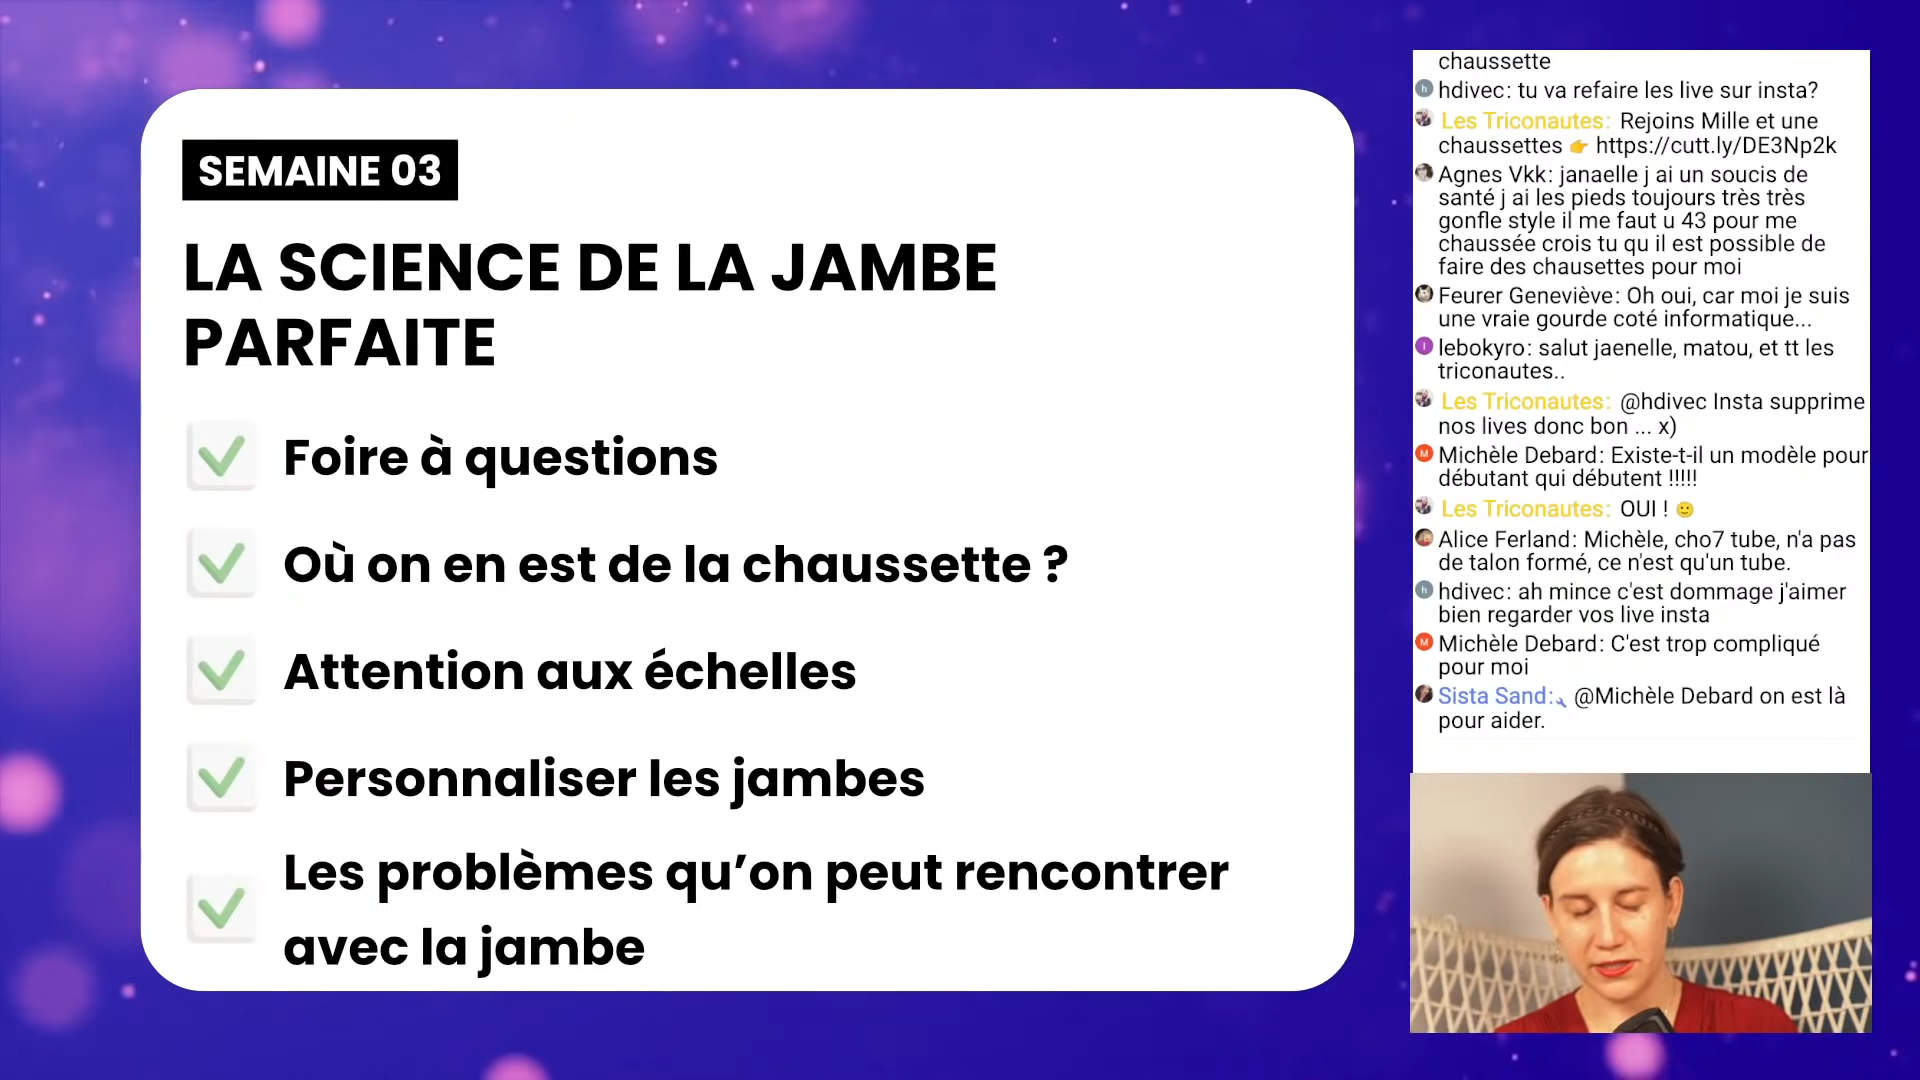 SEMAINE 03
LA SCIENCE DE LA JAMBE
PARFAITE
Foire à questions
Où on en est de la chaussette ?
Attention aux échelles
Personnaliser les jambes
Les problèmes qu’on peut rencontrer
avec la jambe
chaussette
hdivec: tu va refaire les live sur insta?
Les Triconautes: Rejoins Mille et une
chaussettes 👉 https://cutt.ly/DE3Np2k
Agnes Vkk: janaelle j ai un soucis de
santé j ai les pieds toujours très très
gonfle style il me faut u 43 pour me
chaussée crois tu qu il est possible de
faire des chausettes pour moi
Feurer Geneviève: Oh oui, car moi je suis
une vraie gourde coté informatique...
lebokyro: salut jaenelle, matou, et tt les
triconautes..
Les Triconautes: @hdivec Insta supprime
nos lives donc bon ... x)
Michèle Debard: Existe-t-il un modèle pour
débutant qui débutent !!!!!
Les Triconautes: OUI ! 🙂
Alice Ferland: Michèle, cho7 tube, n'a pas
de talon formé, ce n'est qu'un tube.
hdivec: ah mince c'est dommage j'aimer
bien regarder vos live insta
Michèle Debard: C'est trop compliqué
pour moi
Sista Sand: @Michèle Debard on est là
pour aider.